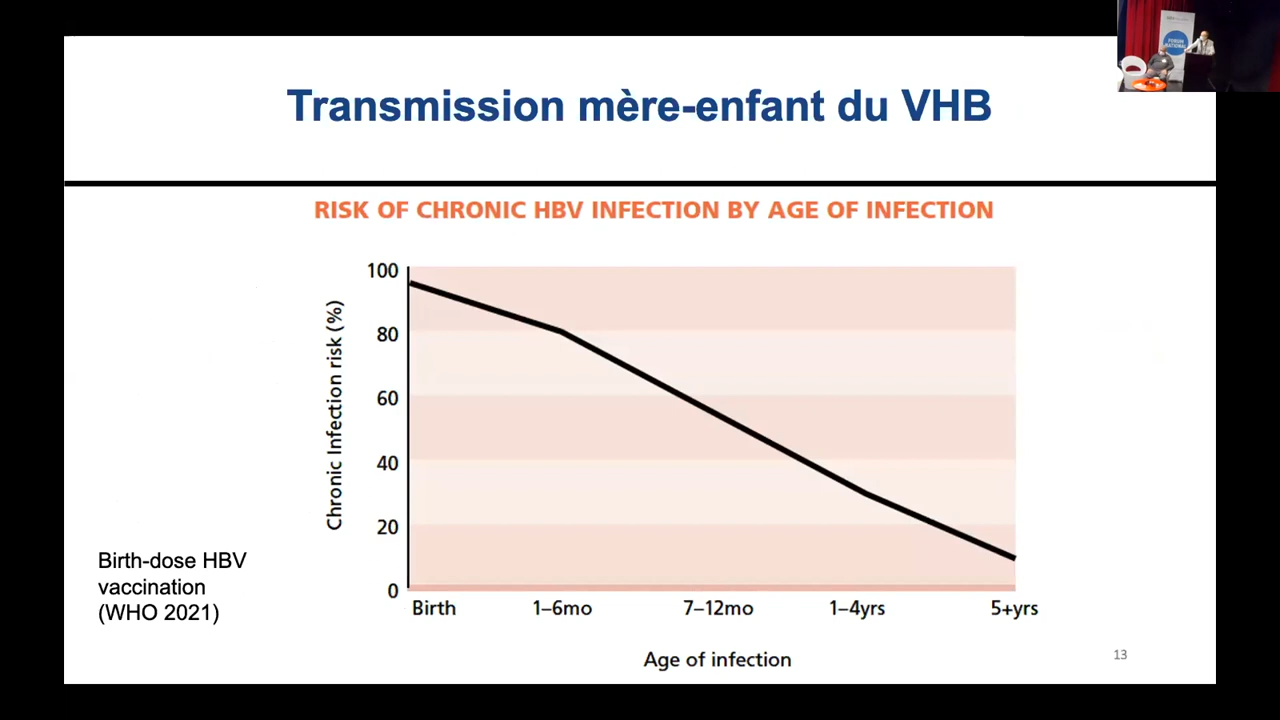 Transmission mère-enfant du VHB
RISK OF CHRONIC HBV INFECTION BY AGE OF INFECTION
Chronic Infection risk (%)
100
80
60
40
20
0
Birth
1–6mo
7–12mo
1–4yrs
5+yrs
Age of infection
Birth-dose HBV
vaccination
(WHO 2021)
13
FORUM
NATIONAL